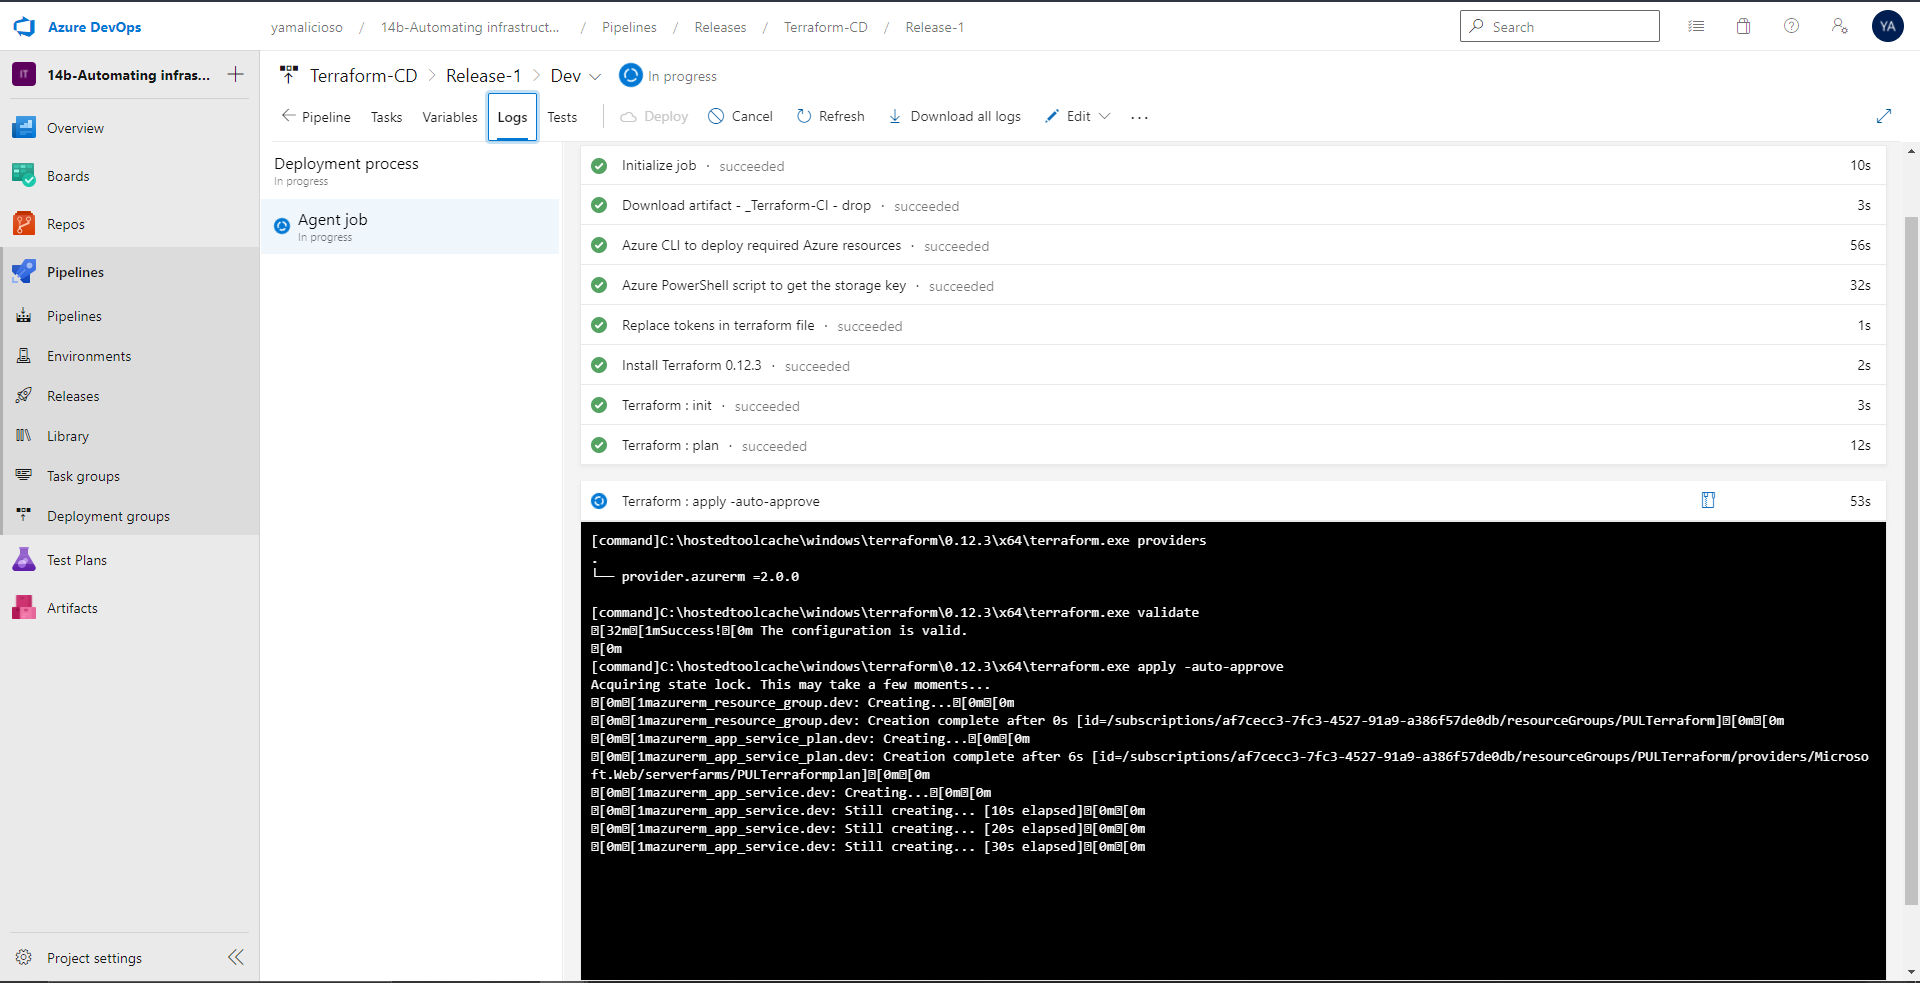 Azure DevOps
yamalicioso / 14b-Automating infrastruct... / Pipelines / Releases / Terraform-CD / Release-1
Search
YA
IT
14b-Automating infras...
Overview
Boards
Repos
Pipelines
Pipelines
Environments
Releases
Library
Task groups
Deployment groups
Test Plans
Artifacts
Project settings
Terraform-CD > Release-1 > Dev
In progress
Pipeline
Tasks
Variables
Logs
Tests
Deploy
Cancel
Refresh
Download all logs
Edit
...
Deployment process
In progress
Agent job
In progress
Initialize job · succeeded 10s
Download artifact - _Terraform-CI - drop · succeeded 3s
Azure CLI to deploy required Azure resources · succeeded 56s
Azure PowerShell script to get the storage key · succeeded 32s
Replace tokens in terraform file · succeeded 1s
Install Terraform 0.12.3 · succeeded 2s
Terraform : init · succeeded 3s
Terraform : plan · succeeded 12s
Terraform : apply -auto-approve 53s
[command]C:\hostedtoolcache\windows\terraform\0.12.3\x64\terraform.exe providers
.
└── provider.azurerm =2.0.0
[command]C:\hostedtoolcache\windows\terraform\0.12.3\x64\terraform.exe validate
⍰[32m⍰[1mSuccess!⍰[0m The configuration is valid.
⍰[0m
[command]C:\hostedtoolcache\windows\terraform\0.12.3\x64\terraform.exe apply -auto-approve
Acquiring state lock. This may take a few moments...
⍰[0m⍰[1mazurerm_resource_group.dev: Creating...⍰[0m⍰[0m
⍰[0m⍰[1mazurerm_resource_group.dev: Creation complete after 0s [id=/subscriptions/af7cecc3-7fc3-4527-91a9-a386f57de0db/resourceGroups/PULTerraform]⍰[0m⍰[0m
⍰[0m⍰[1mazurerm_app_service_plan.dev: Creating...⍰[0m⍰[0m
⍰[0m⍰[1mazurerm_app_service_plan.dev: Creation complete after 6s [id=/subscriptions/af7cecc3-7fc3-4527-91a9-a386f57de0db/resourceGroups/PULTerraform/providers/Microso
ft.Web/serverfarms/PULTerraformplan]⍰[0m⍰[0m
⍰[0m⍰[1mazurerm_app_service.dev: Creating...⍰[0m⍰[0m
⍰[0m⍰[1mazurerm_app_service.dev: Still creating... [10s elapsed]⍰[0m⍰[0m
⍰[0m⍰[1mazurerm_app_service.dev: Still creating... [20s elapsed]⍰[0m⍰[0m
⍰[0m⍰[1mazurerm_app_service.dev: Still creating... [30s elapsed]⍰[0m⍰[0m